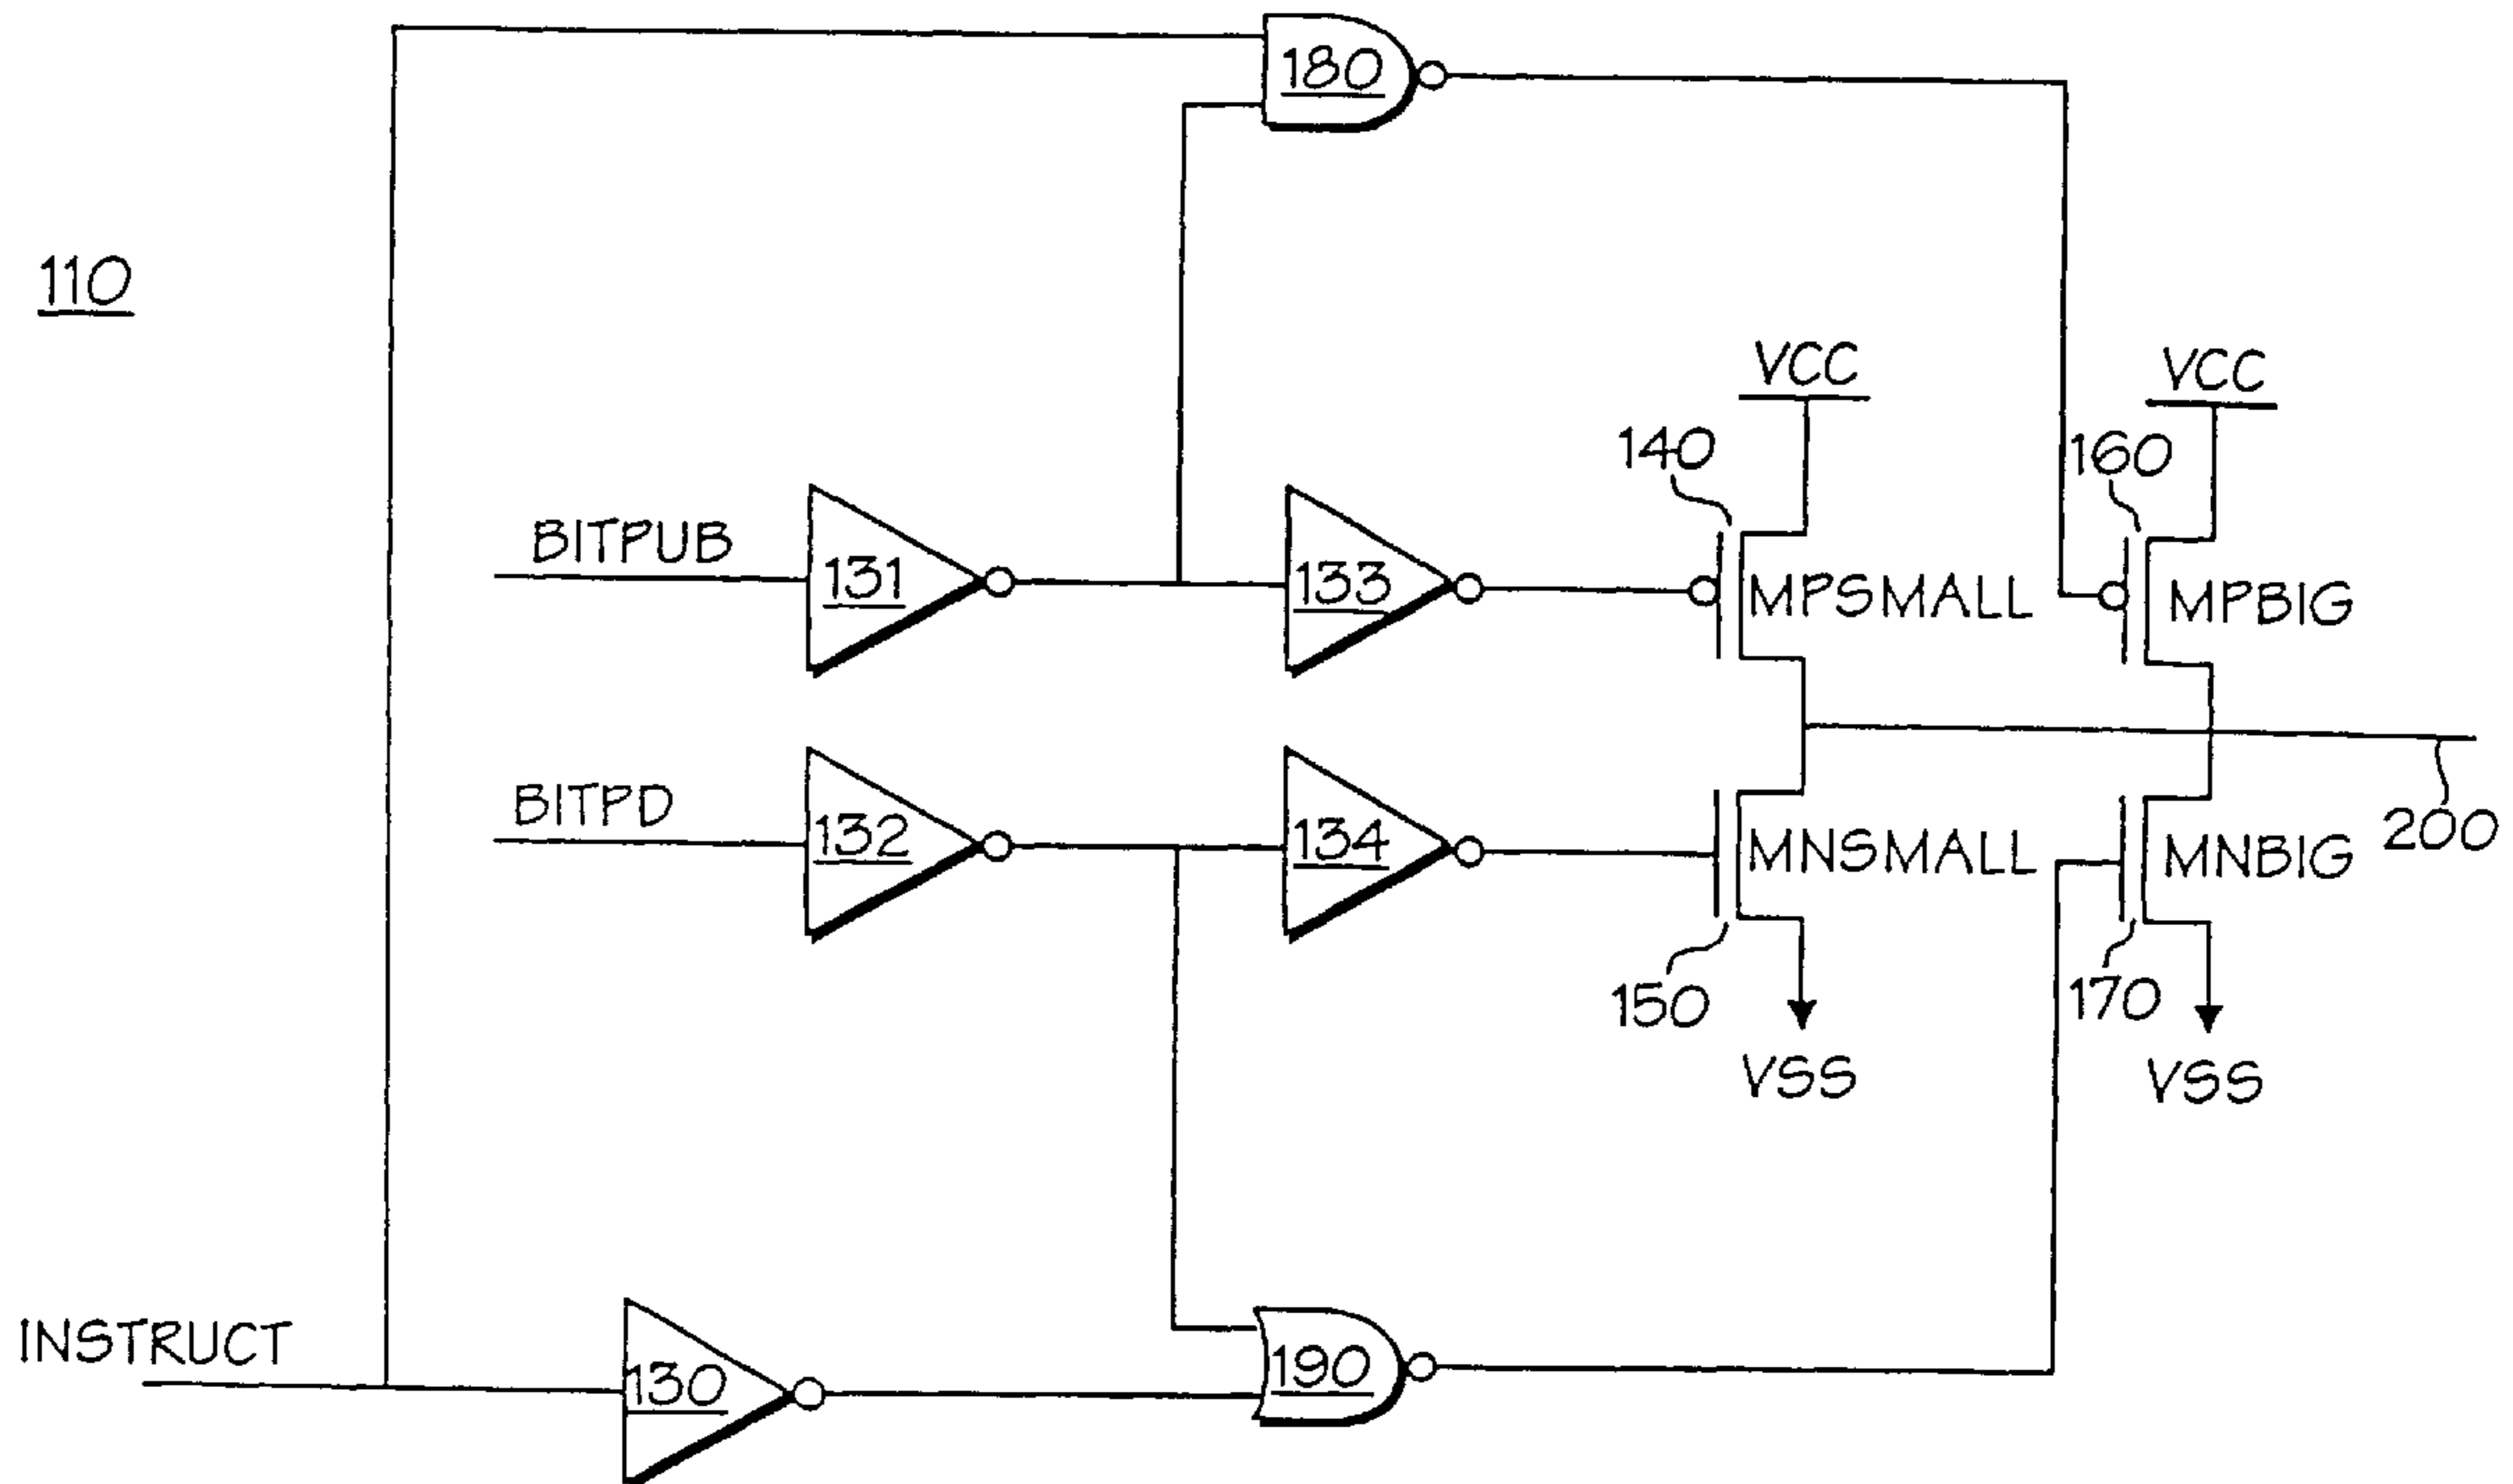 180
110
VCC
VCC
140
160
BITPUB
131
133
MPSMALL
MPBIG
BITPD
132
134
MNSMALL
MNBIG
200
150
170
VSS
VSS
INSTRUCT
130
190